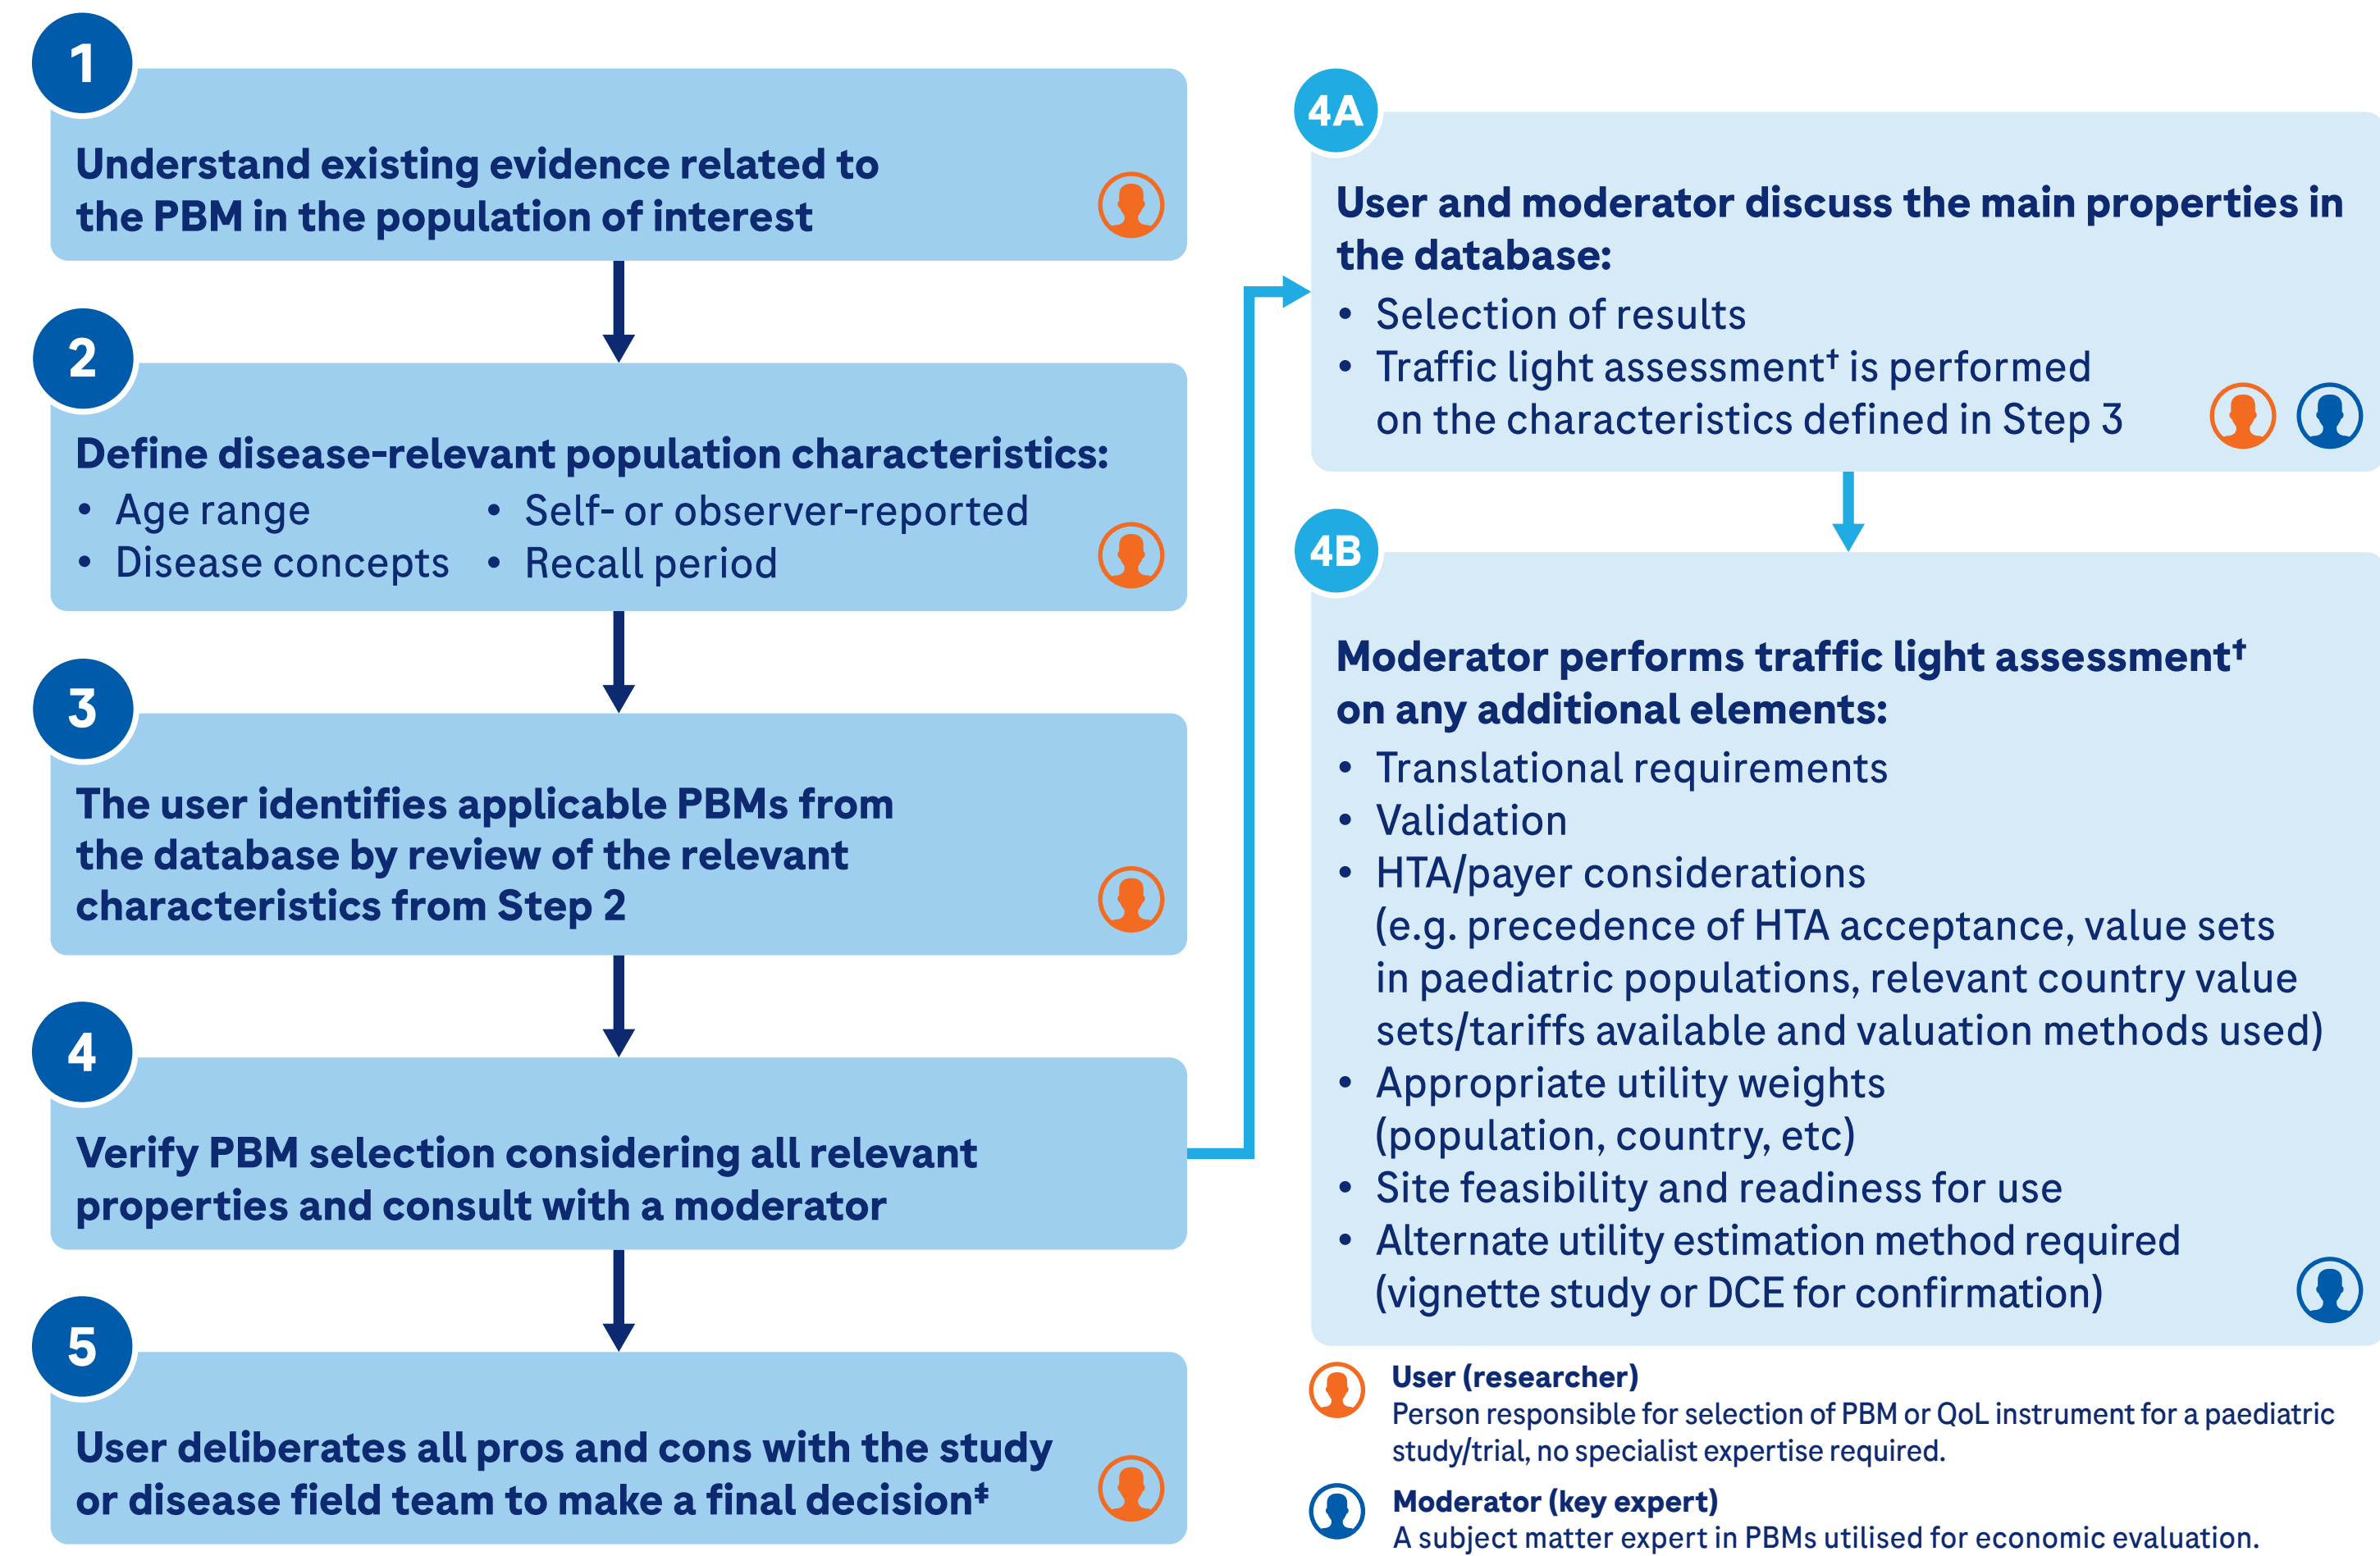 1
Understand existing evidence related to
the PBM in the population of interest
2
Define disease-relevant population characteristics:
• Age range
• Disease concepts
• Self- or observer-reported
• Recall period
3
The user identifies applicable PBMs from
the database by review of the relevant
characteristics from Step 2
4
Verify PBM selection considering all relevant
properties and consult with a moderator
5
User deliberates all pros and cons with the study
or disease field team to make a final decision‡
4A
User and moderator discuss the main properties in
the database:
• Selection of results
• Traffic light assessment† is performed
on the characteristics defined in Step 3
4B
Moderator performs traffic light assessment†
on any additional elements:
• Translational requirements
• Validation
• HTA/payer considerations
(e.g. precedence of HTA acceptance, value sets
in paediatric populations, relevant country value
sets/tariffs available and valuation methods used)
• Appropriate utility weights
(population, country, etc)
• Site feasibility and readiness for use
• Alternate utility estimation method required
(vignette study or DCE for confirmation)
User (researcher)
Person responsible for selection of PBM or QoL instrument for a paediatric
study/trial, no specialist expertise required.
Moderator (key expert)
A subject matter expert in PBMs utilised for economic evaluation.